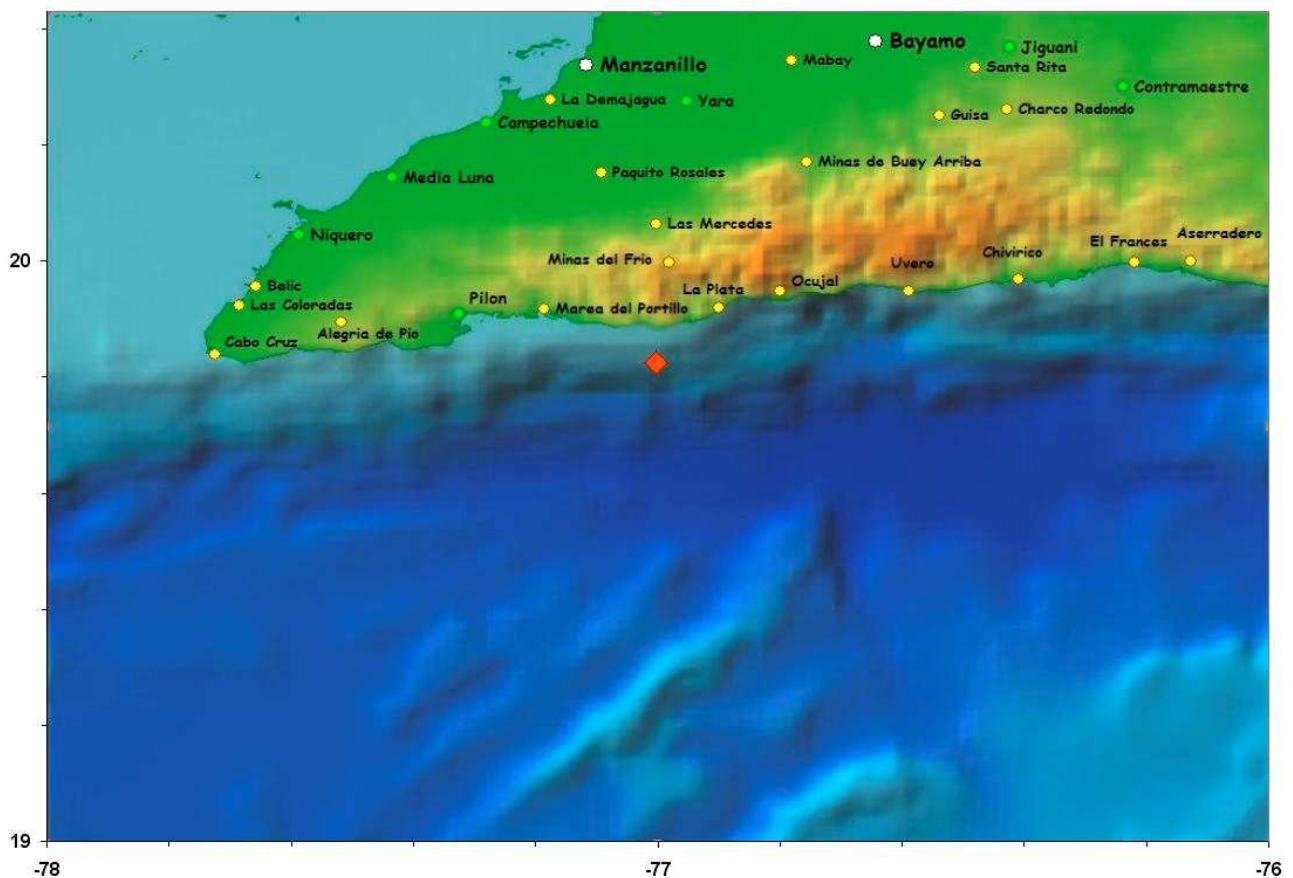 Bayamo
Jiguani
Manzanillo
Mabay
Santa Rita
Contramaestre
La Demajagua
Yara
Charco Redondo
Guisa
Campechuela
Minas de Buey Arriba
Paquito Rosales
Media Luna
Las Mercedes
Niquero
Aserradero
El Frances
Chivirico
20
Minas del Frio
Uvero
Belic
La Plata
Ocujal
Las Coloradas
Pilon
Marea del Portillo
Alegria de Pio
Cabo Cruz
19
-78
-77
-76